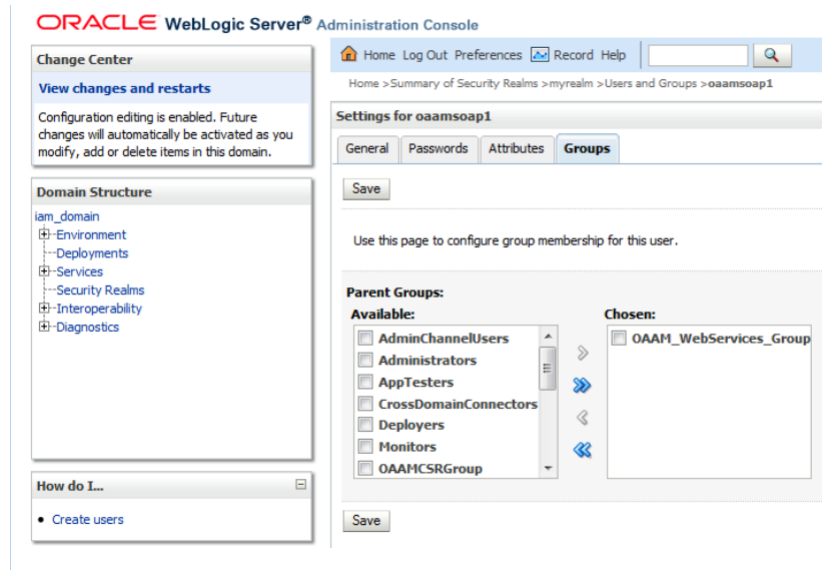 ORACLE WebLogic Server® Administration Console
Change Center
View changes and restarts
Configuration editing is enabled. Future
changes will automatically be activated as you
modify, add or delete items in this domain.
Domain Structure
iam_domain
Environment
Deployments
Services
Security Realms
Interoperability
Diagnostics
How do I...
Create users
Home Log Out Preferences Record Help
Home >Summary of Security Realms >myrealm >Users and Groups >oaamsoap1
Settings for oaamsoap1
General Passwords Attributes Groups
Save
Use this page to configure group membership for this user.
Parent Groups:
Available:
AdminChannelUsers
Administrators
AppTesters
CrossDomainConnectors
Deployers
Monitors
OAAMCSRGroup
Chosen:
OAAM_WebServices_Group
Save